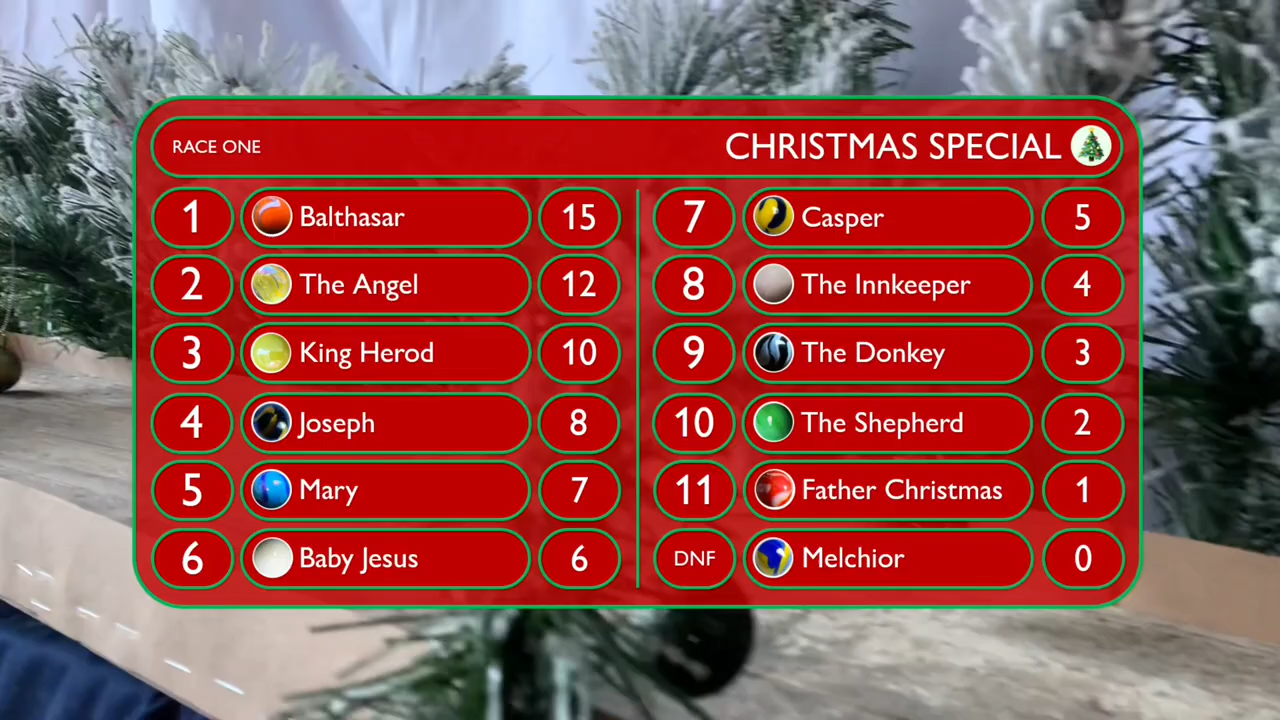 RACE ONE
CHRISTMAS SPECIAL
1 Balthasar 15
2 The Angel 12
3 King Herod 10
4 Joseph 8
5 Mary 7
6 Baby Jesus 6
7 Casper 5
8 The Innkeeper 4
9 The Donkey 3
10 The Shepherd 2
11 Father Christmas 1
DNF Melchior 0